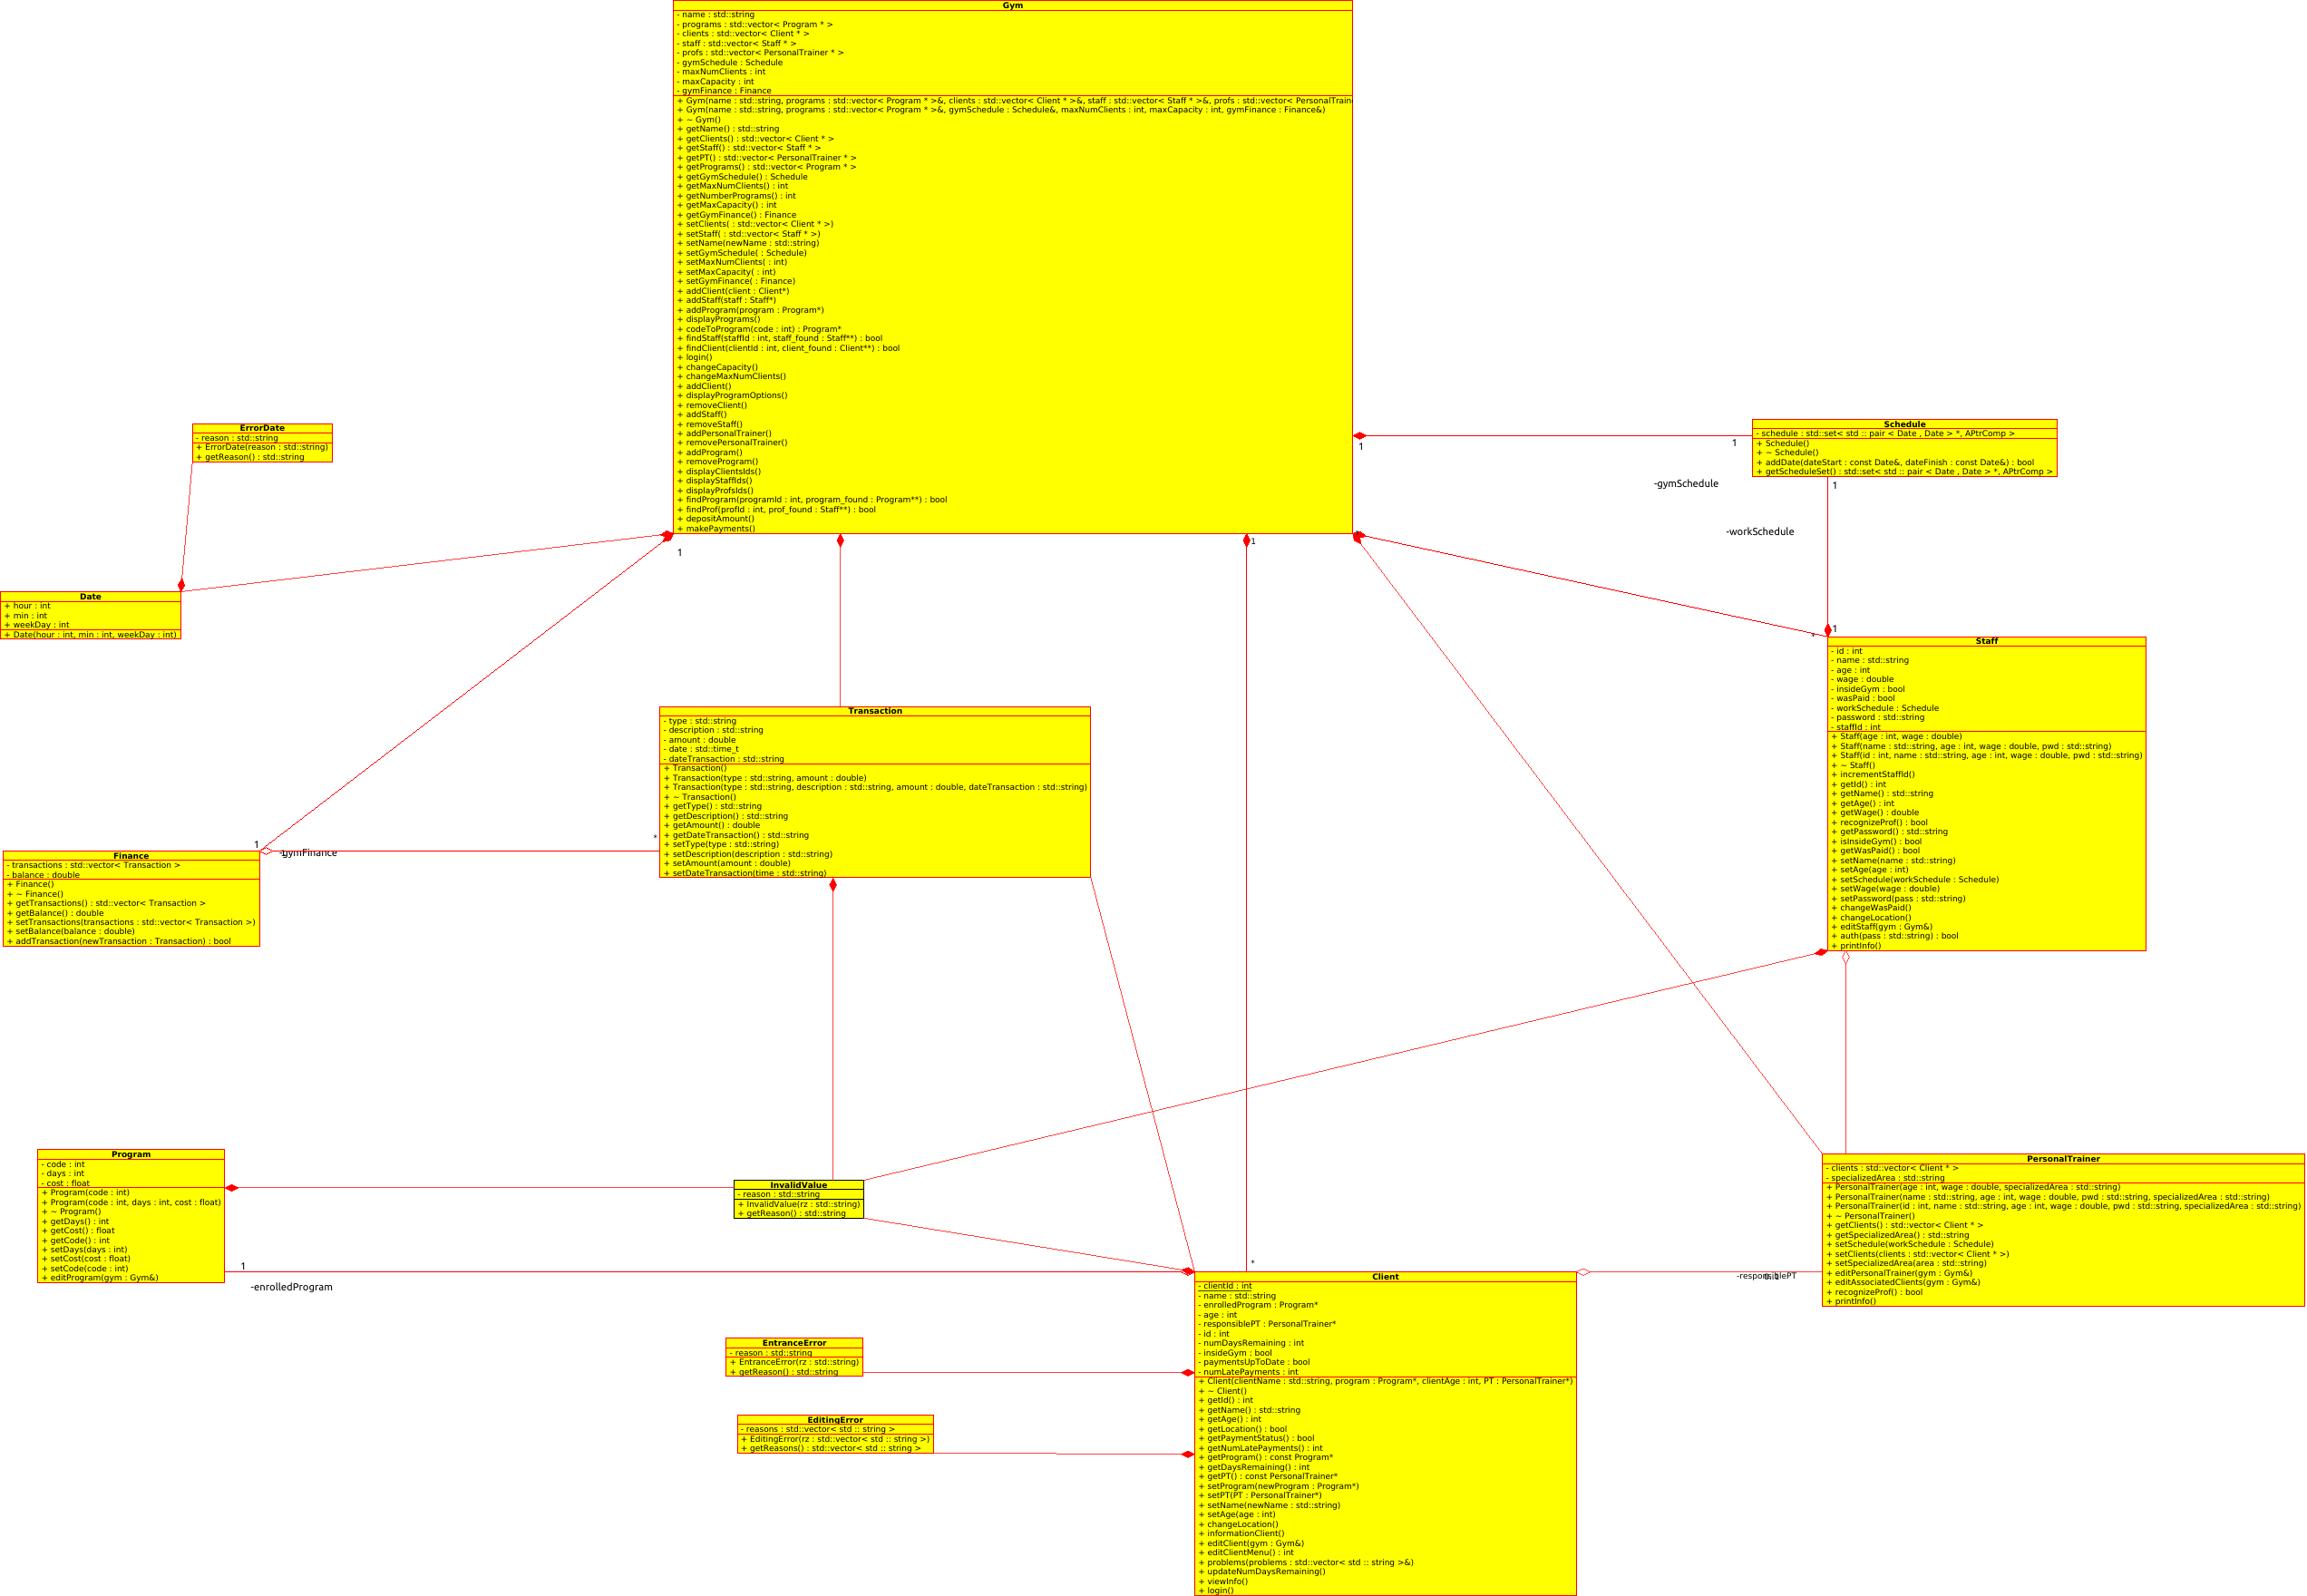 Gym
- name : std::string
- programs : std::vector< Program * >
- clients : std::vector< Client * >
- staff : std::vector< Staff * >
- profs : std::vector< PersonalTrainer * >
- gymSchedule : Schedule
- maxNumClients : int
- maxCapacity : int
- gymFinance : Finance
+ Gym(name : std::string, programs : std::vector< Program * >&, clients : std::vector< Client * >&, staff : std::vector< Staff * >&, profs : std::vector< PersonalTrain
+ Gym(name : std::string, programs : std::vector< Program * >&, gymSchedule : Schedule&, maxNumClients : int, maxCapacity : int, gymFinance : Finance&)
+ ~ Gym()
+ getName() : std::string
+ getClients() : std::vector< Client * >
+ getStaff() : std::vector< Staff * >
+ getPT() : std::vector< PersonalTrainer * >
+ getPrograms() : std::vector< Program * >
+ getGymSchedule() : Schedule
+ getMaxNumClients() : int
+ getNumberPrograms() : int
+ getMaxCapacity() : int
+ getGymFinance() : Finance
+ setClients( : std::vector< Client * >)
+ setStaff( : std::vector< Staff * >)
+ setName(newName : std::string)
+ setGymSchedule( : Schedule)
+ setMaxNumClients( : int)
+ setMaxCapacity( : int)
+ setGymFinance( : Finance)
+ addClient(client : Client*)
+ addStaff(staff : Staff*)
+ addProgram(program : Program*)
+ displayPrograms()
+ codeToProgram(code : int) : Program*
+ findStaff(staffId : int, staff_found : Staff**) : bool
+ findClient(clientId : int, client_found : Client**) : bool
+ login()
+ changeCapacity()
+ changeMaxNumClients()
+ addClient()
+ displayProgramOptions()
+ removeClient()
+ addStaff()
+ removeStaff()
+ addPersonalTrainer()
+ removePersonalTrainer()
+ addProgram()
+ removeProgram()
+ displayClientsIds()
+ displayStaffIds()
+ displayProfsIds()
+ findProgram(programId : int, program_found : Program**) : bool
+ findProf(profId : int, prof_found : Staff**) : bool
+ depositAmount()
+ makePayments()
ErrorDate
- reason : std::string
+ ErrorDate(reason : std::string)
+ getReason() : std::string
Schedule
- schedule : std::set< std :: pair < Date , Date > *, APtrComp >
+ Schedule()
+ ~ Schedule()
+ addDate(dateStart : const Date&, dateFinish : const Date&) : bool
+ getScheduleSet() : std::set< std :: pair < Date , Date > *, APtrComp >
1
1
-gymSchedule
1
-workSchedule
1
1
1
*
Date
+ hour : int
+ min : int
+ weekDay : int
+ Date(hour : int, min : int, weekDay : int)
Staff
- id : int
- name : std::string
- age : int
- wage : double
- insideGym : bool
- wasPaid : bool
- workSchedule : Schedule
- password : std::string
- staffId : int
+ Staff(age : int, wage : double)
+ Staff(name : std::string, age : int, wage : double, pwd : std::string)
+ Staff(id : int, name : std::string, age : int, wage : double, pwd : std::string)
+ ~ Staff()
+ incrementStaffId()
+ getId() : int
+ getName() : std::string
+ getAge() : int
+ getWage() : double
+ recognizeProf() : bool
+ getPassword() : std::string
+ isInsideGym() : bool
+ getWasPaid() : bool
+ setName(name : std::string)
+ setAge(age : int)
+ setSchedule(workSchedule : Schedule)
+ setWage(wage : double)
+ setPassword(pass : std::string)
+ changeWasPaid()
+ changeLocation()
+ editStaff(gym : Gym&)
+ auth(pass : std::string) : bool
+ printInfo()
Transaction
- type : std::string
- description : std::string
- amount : double
- date : std::time_t
- dateTransaction : std::string
+ Transaction()
+ Transaction(type : std::string, amount : double)
+ Transaction(type : std::string, description : std::string, amount : double, dateTransaction : std::string)
+ ~ Transaction()
+ getType() : std::string
+ getDescription() : std::string
+ getAmount() : double
+ getDateTransaction() : std::string
+ setType(type : std::string)
+ setDescription(description : std::string)
+ setAmount(amount : double)
+ setDateTransaction(time : std::string)
1
-gymFinance
*
Finance
- transactions : std::vector< Transaction >
- balance : double
+ Finance()
+ ~ Finance()
+ getTransactions() : std::vector< Transaction >
+ getBalance() : double
+ setTransactions(transactions : std::vector< Transaction >)
+ setBalance(balance : double)
+ addTransaction(newTransaction : Transaction) : bool
Program
- code : int
- days : int
- cost : float
+ Program(code : int)
+ Program(code : int, days : int, cost : float)
+ ~ Program()
+ getDays() : int
+ getCost() : float
+ getCode() : int
+ setDays(days : int)
+ setCost(cost : float)
+ setCode(code : int)
+ editProgram(gym : Gym&)
1
-enrolledProgram
InvalidValue
- reason : std::string
+ InvalidValue(rz : std::string)
+ getReason() : std::string
PersonalTrainer
- clients : std::vector< Client * >
- specializedArea : std::string
+ PersonalTrainer(age : int, wage : double, specializedArea : std::string)
+ PersonalTrainer(name : std::string, age : int, wage : double, pwd : std::string, specializedArea : std::string)
+ PersonalTrainer(id : int, name : std::string, age : int, wage : double, pwd : std::string, specializedArea : std::string)
+ ~ PersonalTrainer()
+ getClients() : std::vector< Client * >
+ getSpecializedArea() : std::string
+ setSchedule(workSchedule : Schedule)
+ setClients(clients : std::vector< Client * >)
+ setSpecializedArea(area : std::string)
+ editPersonalTrainer(gym : Gym&)
+ editAssociatedClients(gym : Gym&)
+ recognizeProf() : bool
+ printInfo()
*
-responsiblePT
Client
- clientId : int
- name : std::string
- enrolledProgram : Program*
- age : int
- responsiblePT : PersonalTrainer*
- id : int
- numDaysRemaining : int
- insideGym : bool
- paymentsUpToDate : bool
- numLatePayments : int
+ Client(clientName : std::string, program : Program*, clientAge : int, PT : PersonalTrainer*)
+ ~ Client()
+ getId() : int
+ getName() : std::string
+ getAge() : int
+ getLocation() : bool
+ getPaymentStatus() : bool
+ getNumLatePayments() : int
+ getProgram() : const Program*
+ getDaysRemaining() : int
+ getPT() : const PersonalTrainer*
+ setProgram(newProgram : Program*)
+ setPT(PT : PersonalTrainer*)
+ setName(newName : std::string)
+ setAge(age : int)
+ changeLocation()
+ informationClient()
+ editClient(gym : Gym&)
+ editClientMenu() : int
+ problems(problems : std::vector< std :: string >&)
+ updateNumDaysRemaining()
+ viewInfo()
+ login()
EntranceError
- reason : std::string
+ EntranceError(rz : std::string)
+ getReason() : std::string
EditingError
- reasons : std::vector< std :: string >
+ EditingError(rz : std::vector< std :: string >)
+ getReasons() : std::vector< std :: string >